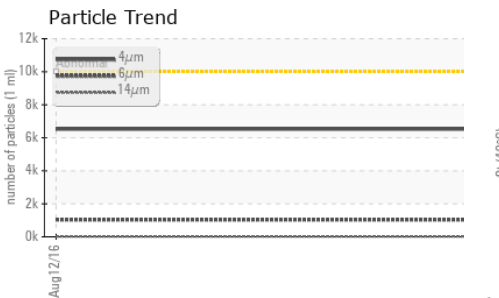 Particle Trend
12k
10k
8k
6k
4k
2k
0k
number of particles (1 ml)
Abnormal
4µm
6µm
14µm
Aug12/16